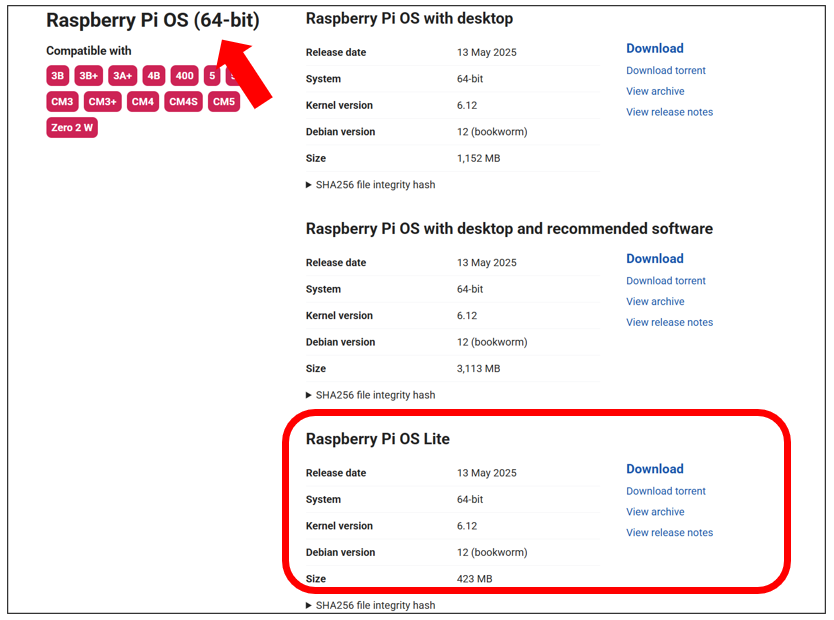 Raspberry Pi OS (64-bit)
Compatible with
3B 3B+ 3A+ 4B 400 5
CM3 CM3+ CM4 CM4S CM5
Zero 2 W
Raspberry Pi OS with desktop
Release date 13 May 2025
System 64-bit
Kernel version 6.12
Debian version 12 (bookworm)
Size 1,152 MB
▶ SHA256 file integrity hash
Download
Download torrent
View archive
View release notes
Raspberry Pi OS with desktop and recommended software
Release date 13 May 2025
System 64-bit
Kernel version 6.12
Debian version 12 (bookworm)
Size 3,113 MB
▶ SHA256 file integrity hash
Download
Download torrent
View archive
View release notes
Raspberry Pi OS Lite
Release date 13 May 2025
System 64-bit
Kernel version 6.12
Debian version 12 (bookworm)
Size 423 MB
▶ SHA256 file integrity hash
Download
Download torrent
View archive
View release notes